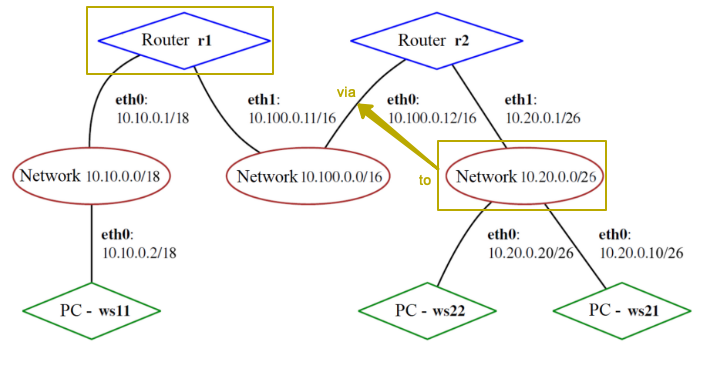 Router r1
Router r2
via
eth0:
10.10.0.1/18
eth1:
10.100.0.11/16
eth0:
10.100.0.12/16
eth1:
10.20.0.1/26
Network 10.10.0.0/18
Network 10.100.0.0/16
to
Network 10.20.0.0/26
eth0:
10.10.0.2/18
eth0:
10.20.0.20/26
eth0:
10.20.0.10/26
PC - ws11
PC - ws22
PC - ws21